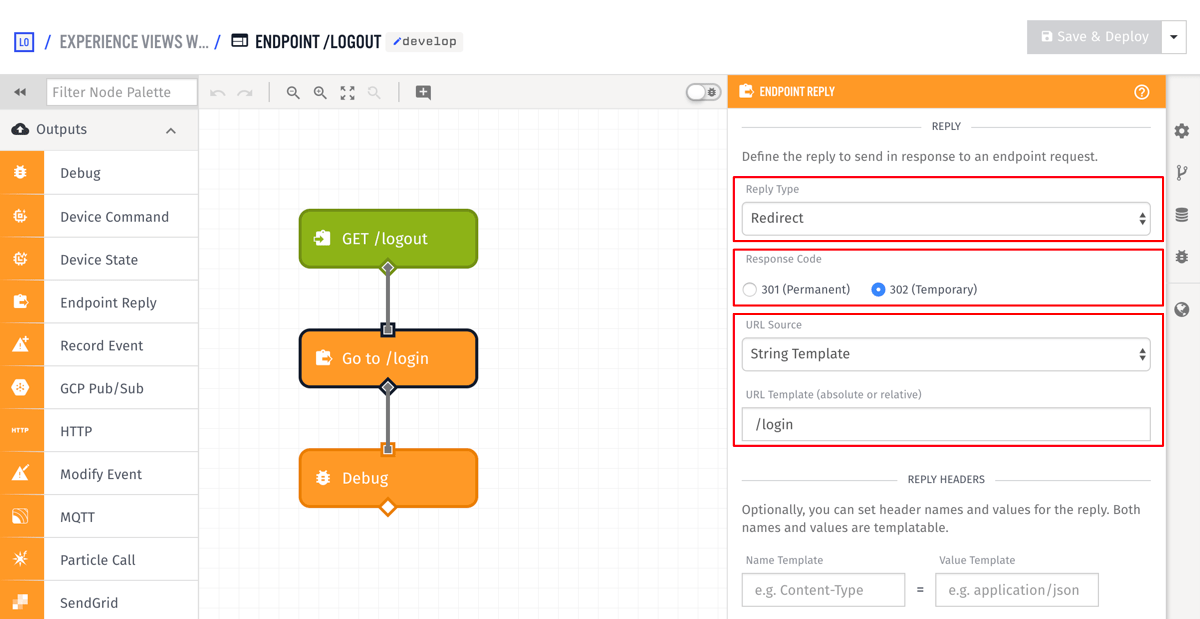 LO / EXPERIENCE VIEWS W... / ENDPOINT /LOGOUT develop
Save & Deploy
Filter Node Palette
Outputs
Debug
Device Command
Device State
Endpoint Reply
Record Event
GCP Pub/Sub
HTTP
HTTP
Modify Event
MQTT
Particle Call
SendGrid
GET /logout
Go to /login
Debug
ENDPOINT REPLY
REPLY
Define the reply to send in response to an endpoint request.
Reply Type
Redirect
Response Code
301 (Permanent) 302 (Temporary)
URL Source
String Template
URL Template (absolute or relative)
/login
REPLY HEADERS
Optionally, you can set header names and values for the reply. Both
names and values are templatable.
Name Template Value Template
e.g. Content-Type = e.g. application/json